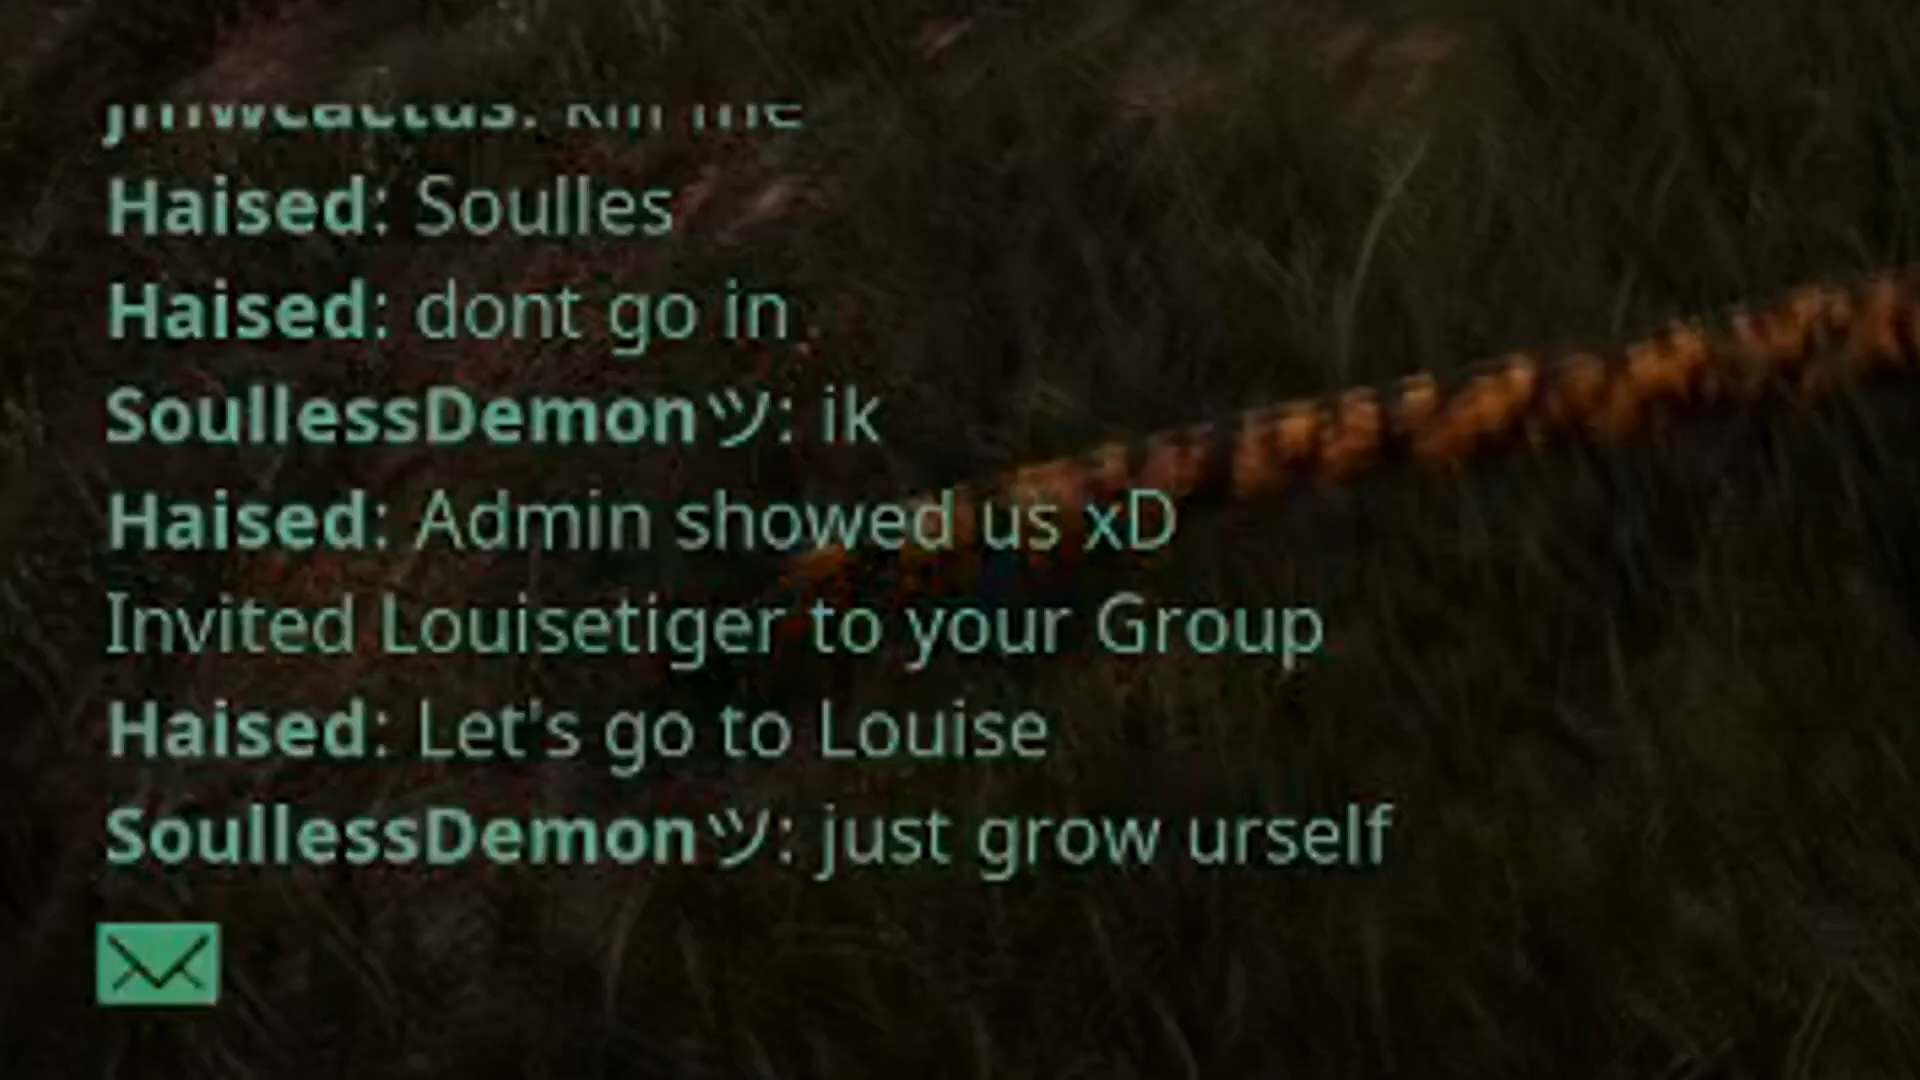 kill me
Haised: Soulles
Haised: dont go in
SoullessDemonツ: ik
Haised: Admin showed us xD
Invited Louisetiger to your Group
Haised: Let's go to Louise
SoullessDemonツ: just grow urself